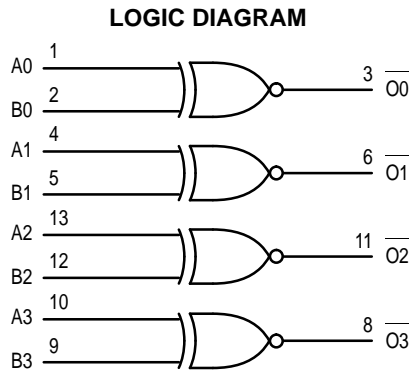 LOGIC DIAGRAM
A0 1
B0 2
3 O0
A1 4
B1 5
6 O1
A2 13
B2 12
11 O2
A3 10
B3 9
8 O3